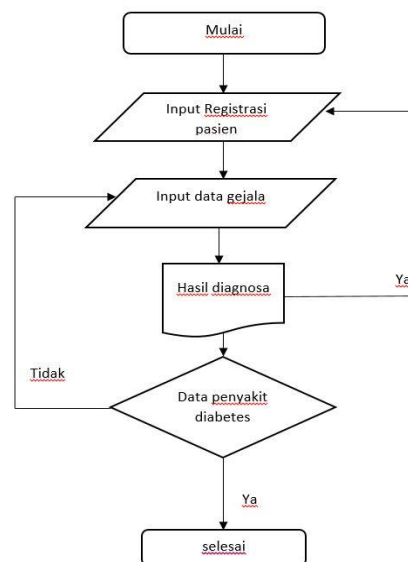 Mulai
Input Registrasi
pasien
Input data gejala
Hasil diagnosa
Ya
Tidak
Data penyakit
diabetes
Ya
selesai